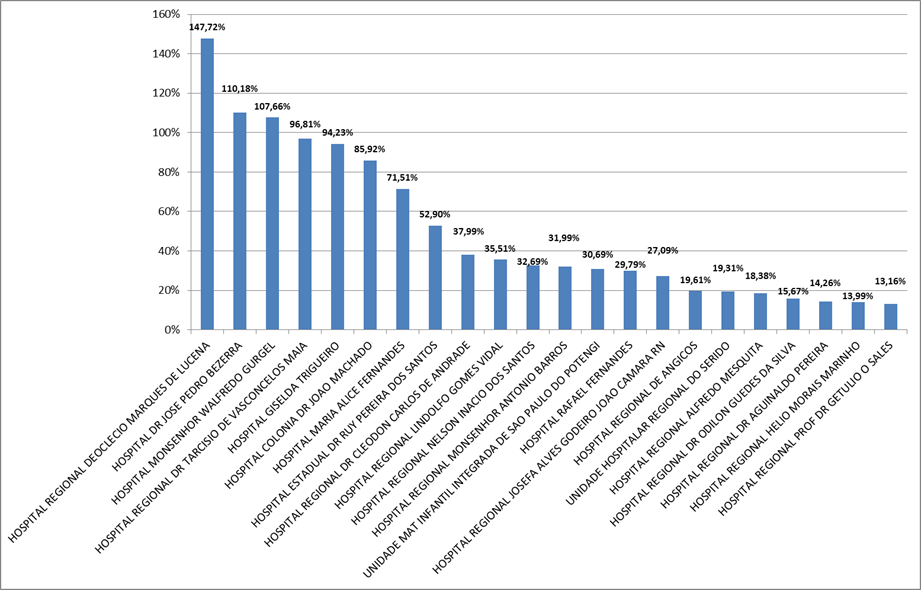 160%
140%
120%
100%
80%
60%
40%
20%
0%
147,72%
110,18%
107,66%
96,81%
94,23%
85,92%
71,51%
52,90%
37,99%
35,51%
32,69%
31,99%
30,69%
29,79%
27,09%
19,61%
19,31%
18,38%
15,67%
14,26%
13,99%
13,16%
HOSPITAL REGIONAL DEOCLECIO MARQUES DE LUCENA
HOSPITAL DR JOSE PEDRO BEZERRA
HOSPITAL MONSENHOR WALFREDO GURGEL
HOSPITAL REGIONAL DR TARCISIO DE VASCONCELOS MAIA
HOSPITAL GISELDA TRIGUEIRO
HOSPITAL COLONIA DR JOAO MACHADO
HOSPITAL MARIA ALICE FERNANDES
HOSPITAL ESTADUAL DR RUY PEREIRA DOS SANTOS
HOSPITAL REGIONAL DR CLEODON CARLOS DE ANDRADE
HOSPITAL REGIONAL LINDOLFO GOMES VIDAL
HOSPITAL REGIONAL NELSON INACIO DOS SANTOS
HOSPITAL REGIONAL MONSENHOR ANTONIO BARROS
UNIDADE MAT INFANTIL INTEGRADA DE SAO PAULO DO POTENGI
HOSPITAL RAFAEL FERNANDES
HOSPITAL REGIONAL JOSEFA ALVES GODEIRO JOAO CAMARA RN
HOSPITAL REGIONAL DE ANGICOS
UNIDADE HOSPITALAR REGIONAL DO SERIDO
HOSPITAL REGIONAL ALFREDO MESQUITA
HOSPITAL REGIONAL DR ODILON GUEDES DA SILVA
HOSPITAL REGIONAL DR AGUINALDO PEREIRA
HOSPITAL REGIONAL HELIO MORAIS MARINHO
HOSPITAL REGIONAL PROF DR GETULIO O SALES